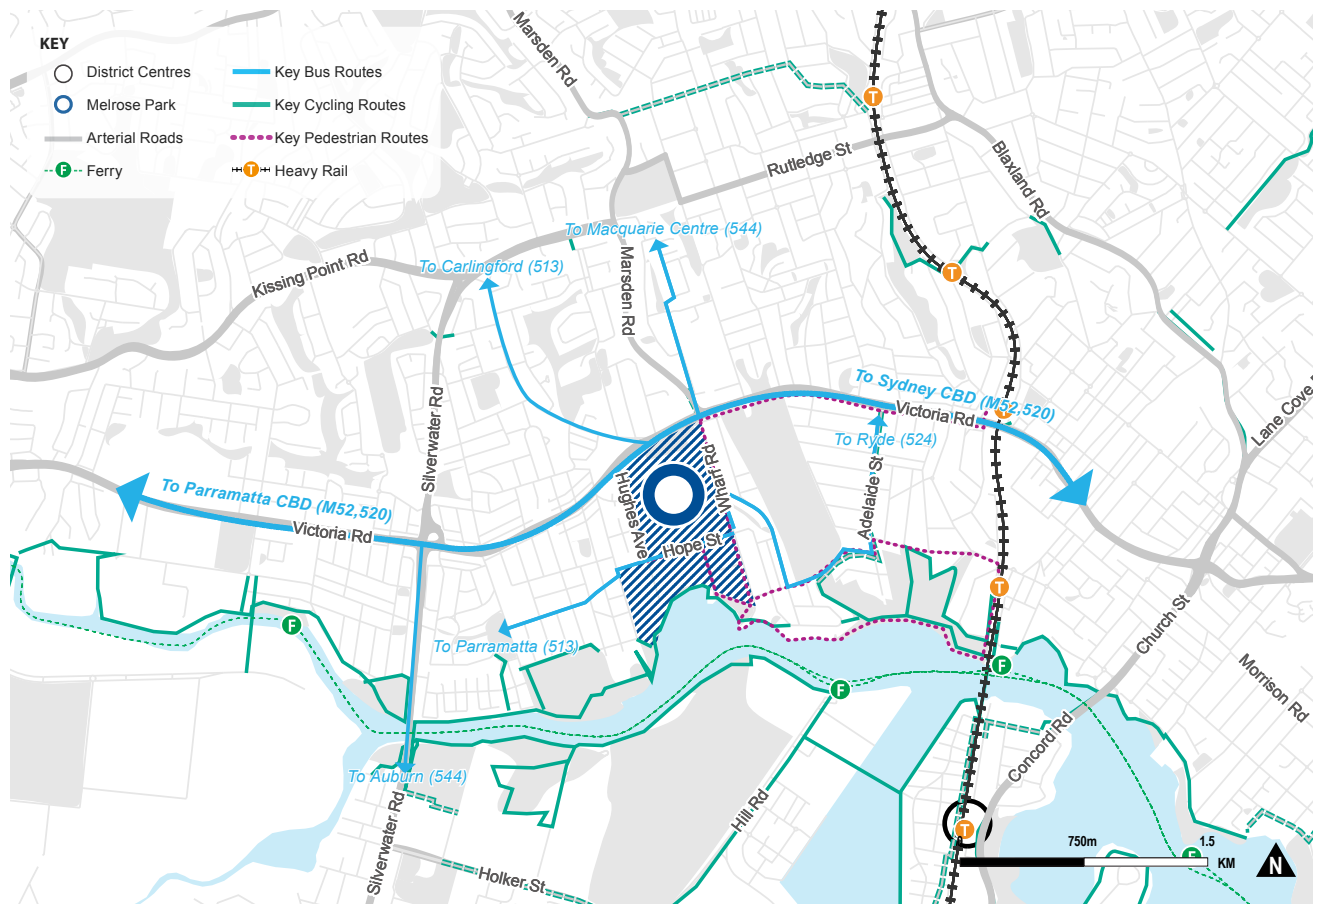 KEY
District Centres
Key Bus Routes
Melrose Park
Key Cycling Routes
Arterial Roads
Key Pedestrian Routes
F
Ferry
T
Heavy Rail
Marsden Rd
T
Rutledge St
Blaxland Rd
To Macquarie Centre (544)
Kissing Point Rd
To Carlingford (513)
Marsden Rd
T
Silverwater Rd
To Sydney CBD (M52,520)
Victoria Rd
T
Lane Cove
To Ryde (524)
To Parramatta CBD (M52,520)
Victoria Rd
Hughes Ave
Wharf Rd
Adelaide St
Hope St
T
F
To Parramatta (513)
Church St
F
F
Morrison Rd
To Auburn (544)
Concord Rd
Hill Rd
Silverwater Rd
T
750m
1.5
KM
F
N
Holker St